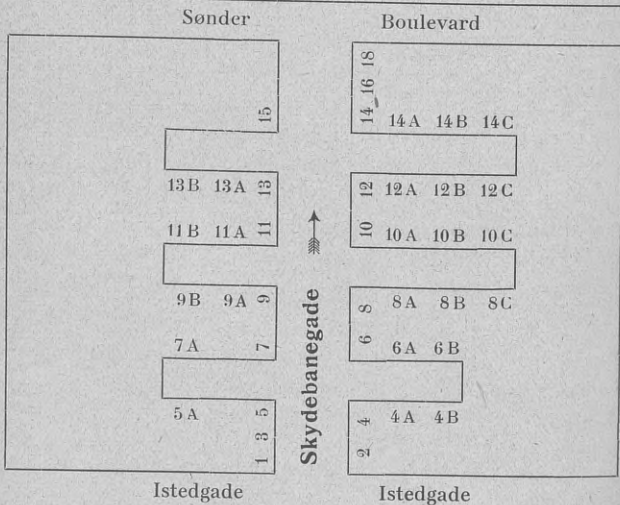 Sønder Boulevard
18
16
15 14 14A 14B 14C
13B 13A 13 12 12A 12B 12C
11B 11A 11 10 10A 10B 10C
9B 9A 9 8 8A 8B 8C
7A 7 6 6A 6B
5A 5 4 4A 4B
3
1 2
Skydebanegade
Istedgade Istedgade